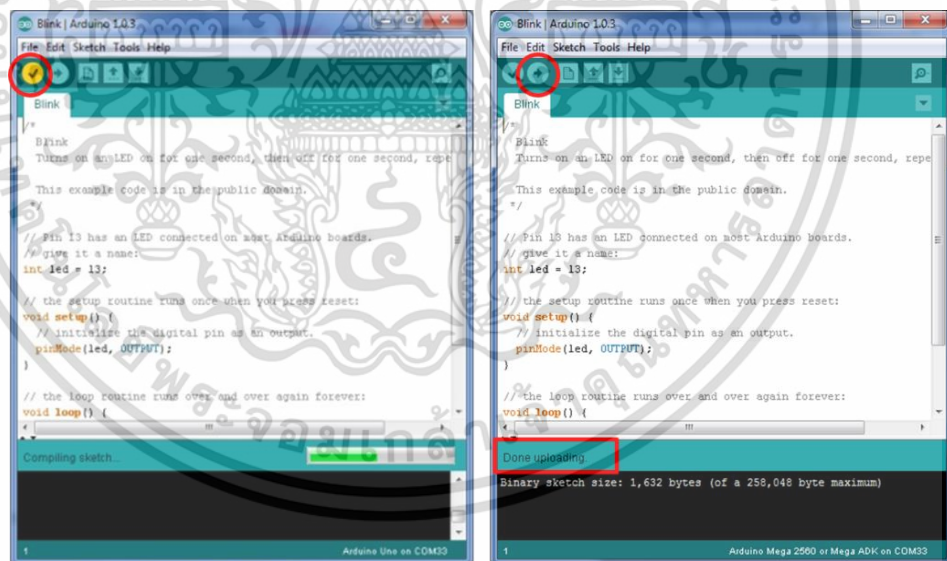 Blink | Arduino 1.0.3
File Edit Sketch Tools Help
Blink
/*
Blink
Turns on an LED on for one second, then off for one second, repe
This example code is in the public domain.
*/
// Pin 13 has an LED connected on most Arduino boards.
// give it a name:
int led = 13;
// the setup routine runs once when you press reset:
void setup() {
// initialize the digital pin as an output.
pinMode(led, OUTPUT);
}
// the loop routine runs over and over again forever:
void loop() {
Compiling sketch...
1
Arduino Uno on COM33
Blink | Arduino 1.0.3
File Edit Sketch Tools Help
Blink
/*
Blink
Turns on an LED on for one second, then off for one second, repe
This example code is in the public domain.
*/
// Pin 13 has an LED connected on most Arduino boards.
// give it a name:
int led = 13;
// the setup routine runs once when you press reset:
void setup() {
// initialize the digital pin as an output.
pinMode(led, OUTPUT);
}
// the loop routine runs over and over again forever:
void loop() {
Done uploading
Binary sketch size: 1,632 bytes (of a 258,048 byte maximum)
1
Arduino Mega 2560 or Mega ADK on COM33